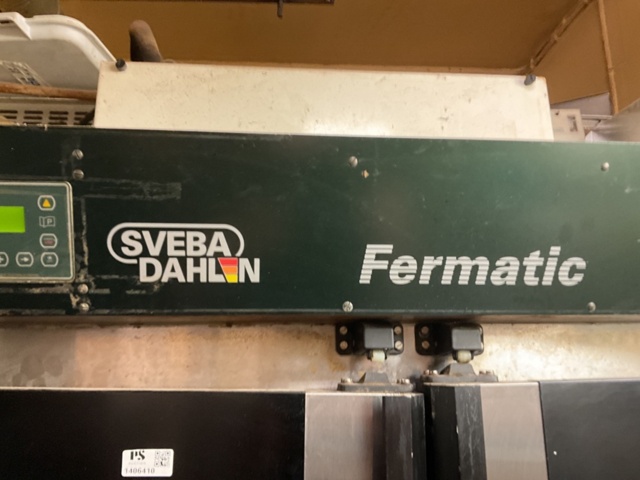 SVEBA
DAHLEN
Fermatic
P
PS
1406410